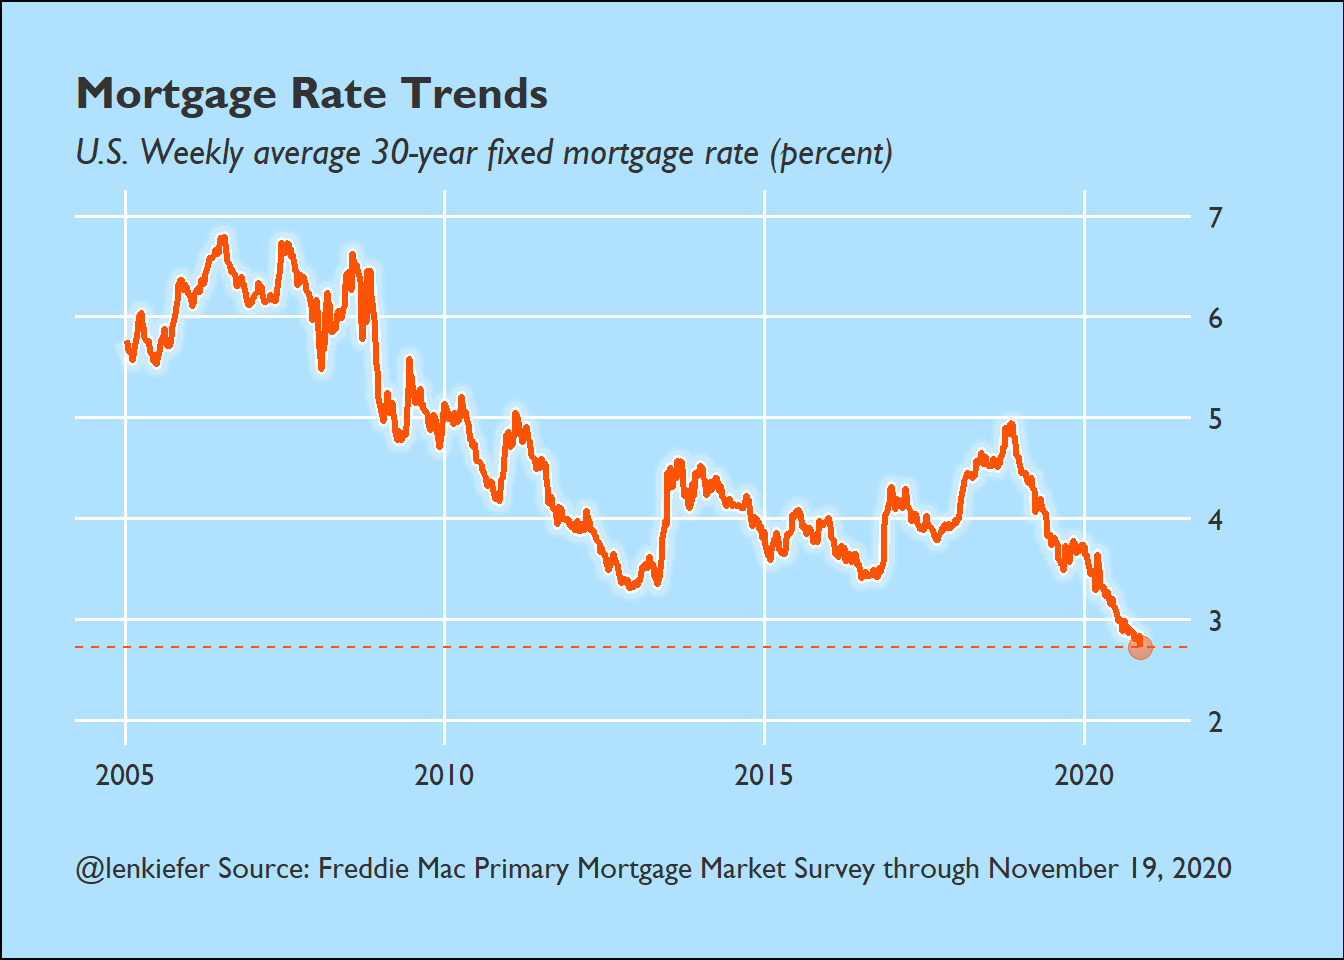 Mortgage Rate Trends
U.S. Weekly average 30-year fixed mortgage rate (percent)
7
6
5
4
3
2
2005 2010 2015 2020
@lenkiefer Source: Freddie Mac Primary Mortgage Market Survey through November 19, 2020